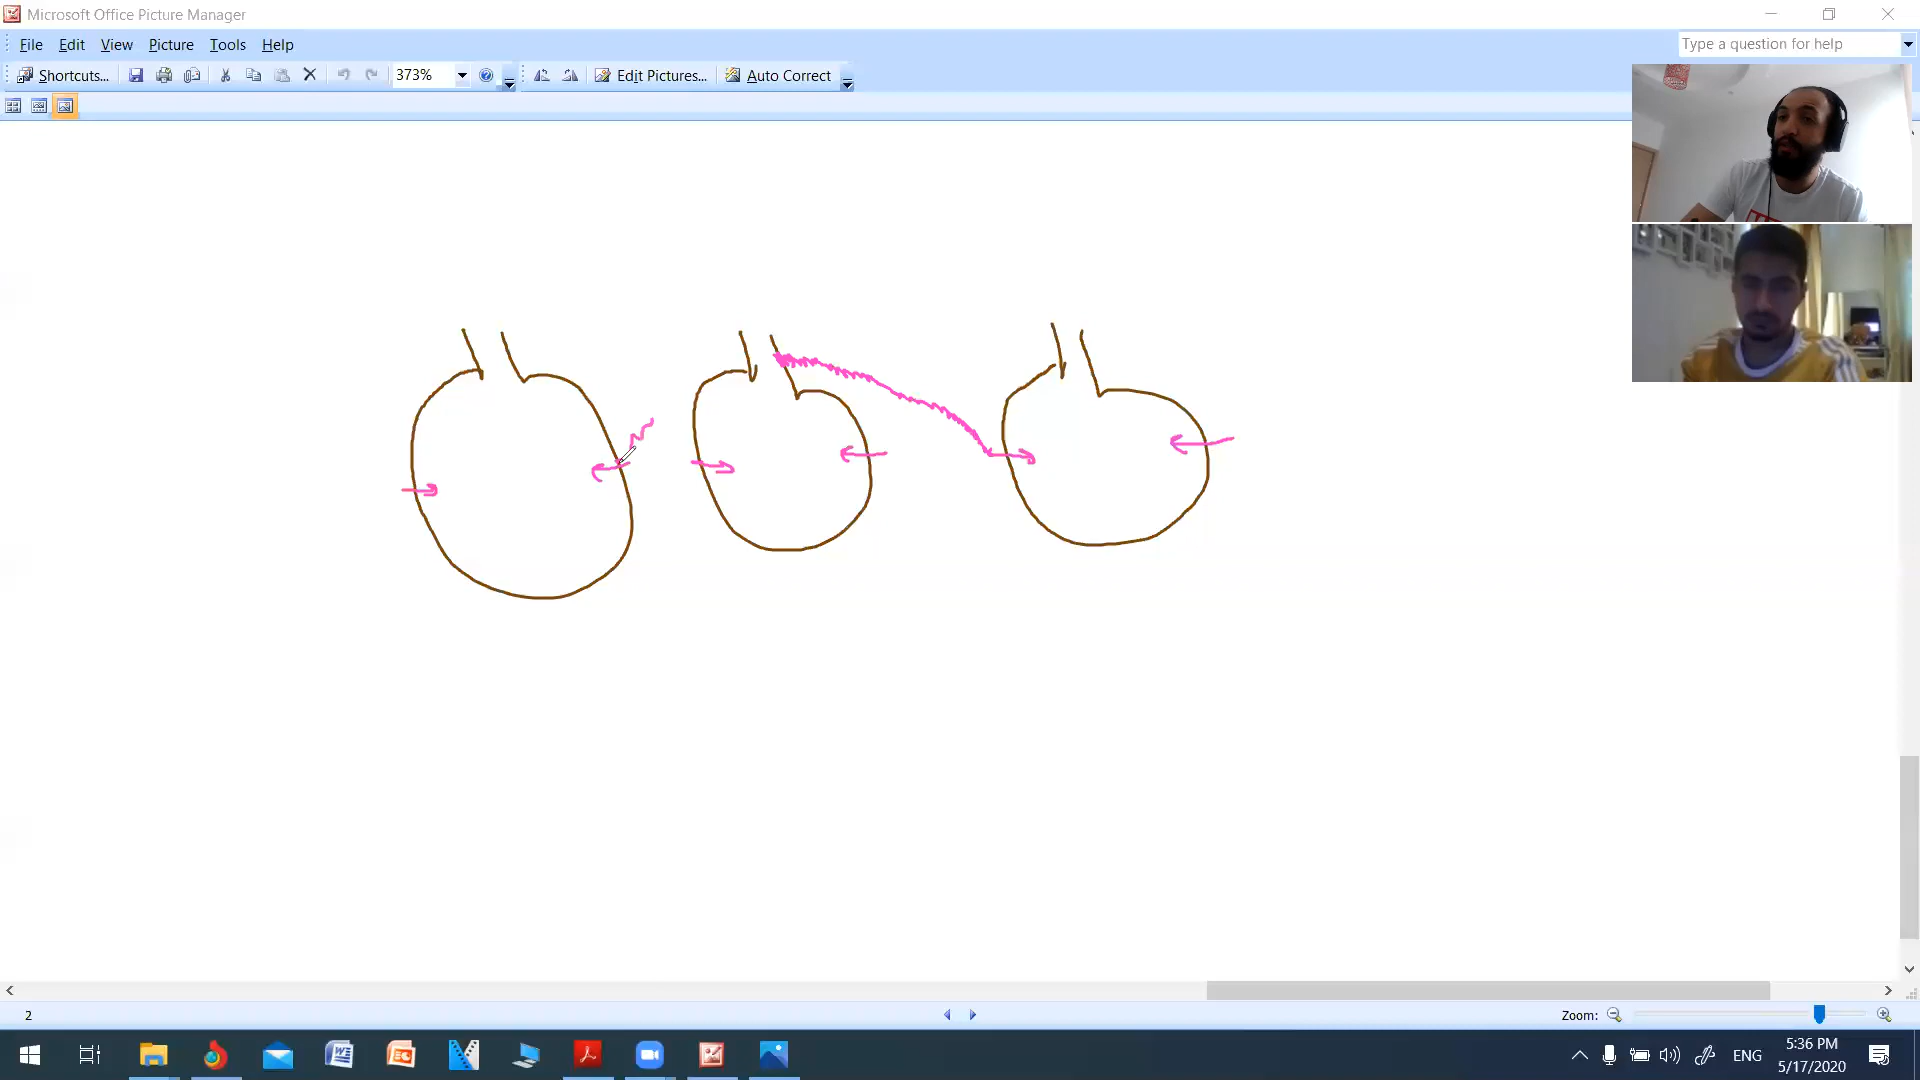 Microsoft Office Picture Manager
File Edit View Picture Tools Help
Type a question for help
Shortcuts... 373% Edit Pictures... Auto Correct
2
Zoom:
ENG
5:36 PM
5/17/2020